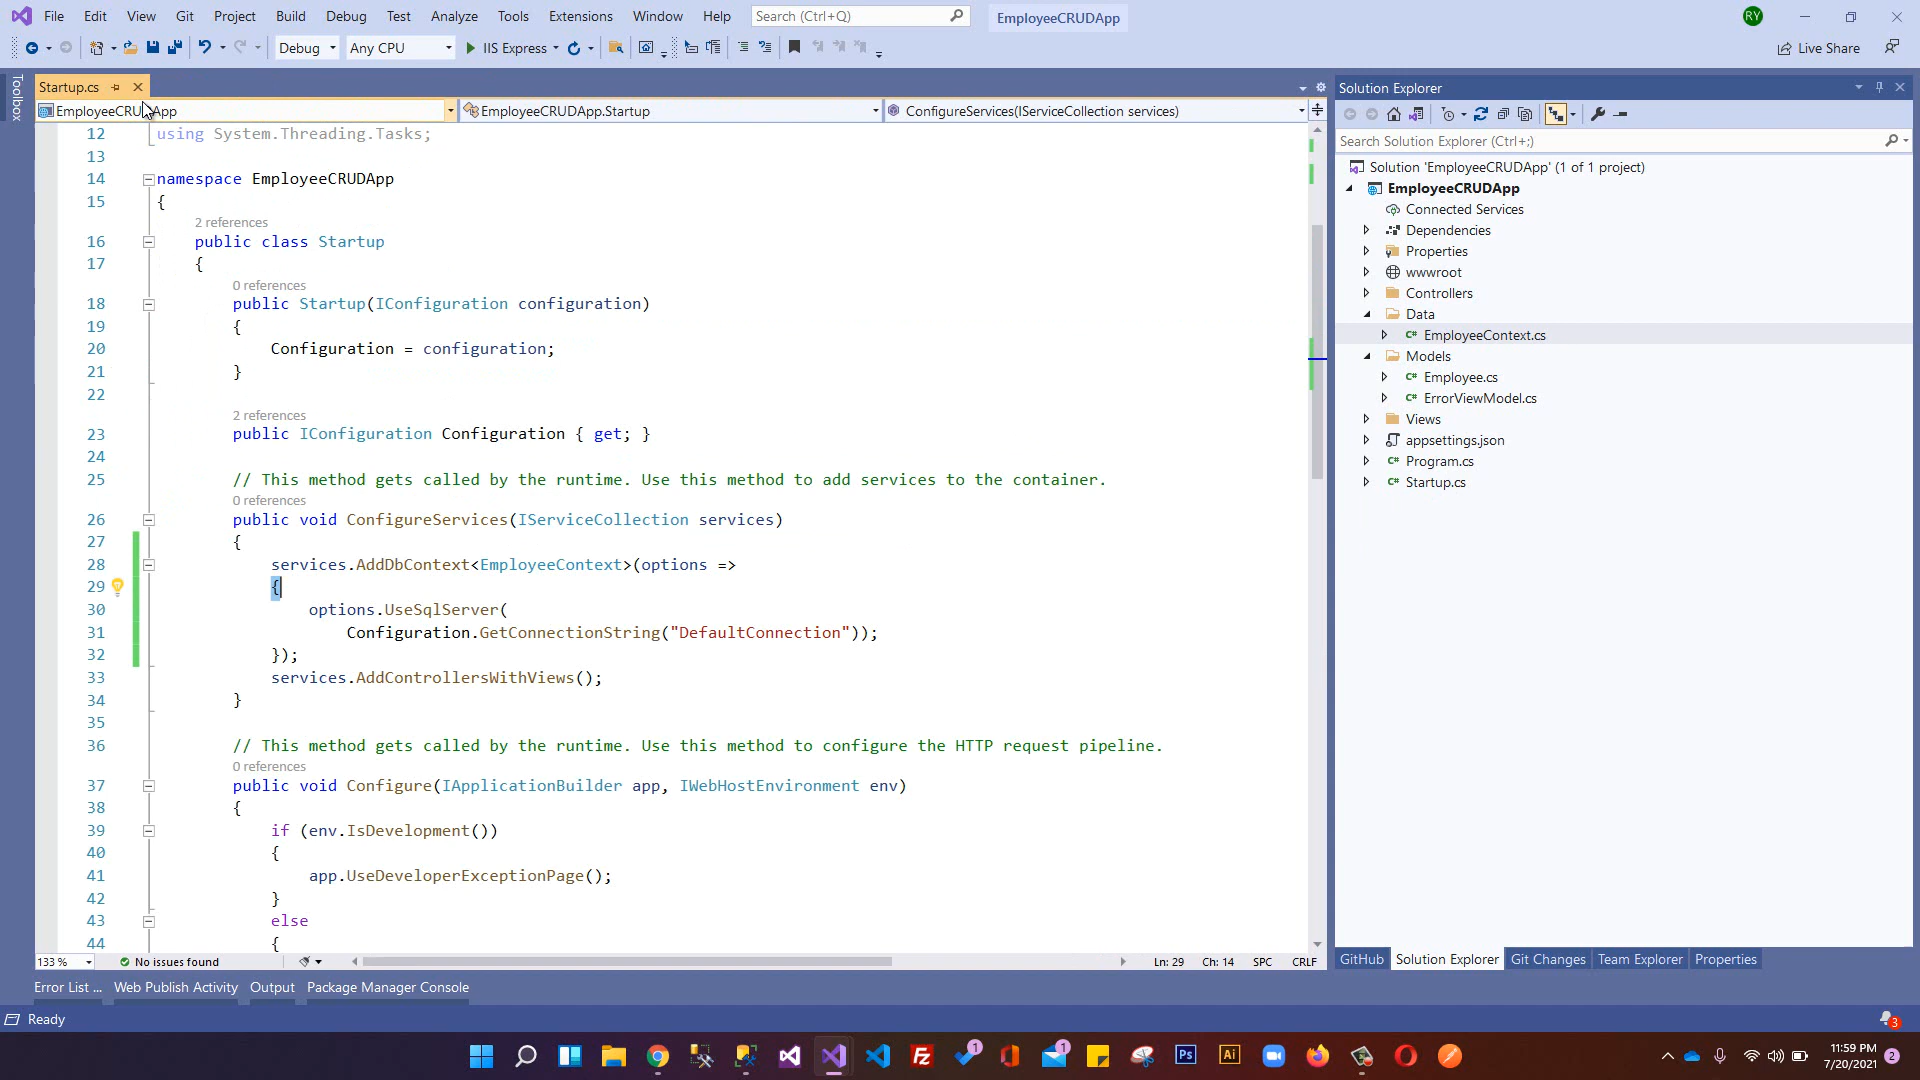 File Edit View Git Project Build Debug Test Analyze Tools Extensions Window Help Search (Ctrl+Q) EmployeeCRUDApp RY
Debug Any CPU IIS Express Live Share
Toolbox
Startup.cs
EmployeeCRUDApp EmployeeCRUDApp.Startup ConfigureServices(IServiceCollection services)
12 using System.Threading.Tasks;
13
14 namespace EmployeeCRUDApp
15 {
2 references
16 public class Startup
17 {
0 references
18 public Startup(IConfiguration configuration)
19 {
20 Configuration = configuration;
21 }
22
2 references
23 public IConfiguration Configuration { get; }
24
25 // This method gets called by the runtime. Use this method to add services to the container.
0 references
26 public void ConfigureServices(IServiceCollection services)
27 {
28 services.AddDbContext<EmployeeContext>(options =>
29 {
30 options.UseSqlServer(
31 Configuration.GetConnectionString("DefaultConnection"));
32 });
33 services.AddControllersWithViews();
34 }
35
36 // This method gets called by the runtime. Use this method to configure the HTTP request pipeline.
0 references
37 public void Configure(IApplicationBuilder app, IWebHostEnvironment env)
38 {
39 if (env.IsDevelopment())
40 {
41 app.UseDeveloperExceptionPage();
42 }
43 else
44 {
133 % No issues found Ln: 29 Ch: 14 SPC CRLF
Solution Explorer
Search Solution Explorer (Ctrl+;)
Solution 'EmployeeCRUDApp' (1 of 1 project)
EmployeeCRUDApp
Connected Services
Dependencies
Properties
wwwroot
Controllers
Data
C# EmployeeContext.cs
Models
C# Employee.cs
C# ErrorViewModel.cs
Views
appsettings.json
C# Program.cs
C# Startup.cs
GitHub Solution Explorer Git Changes Team Explorer Properties
Error List ... Web Publish Activity Output Package Manager Console
Ready 3
Fz 1 1 Ps Ai 11:59 PM
7/20/2021 2